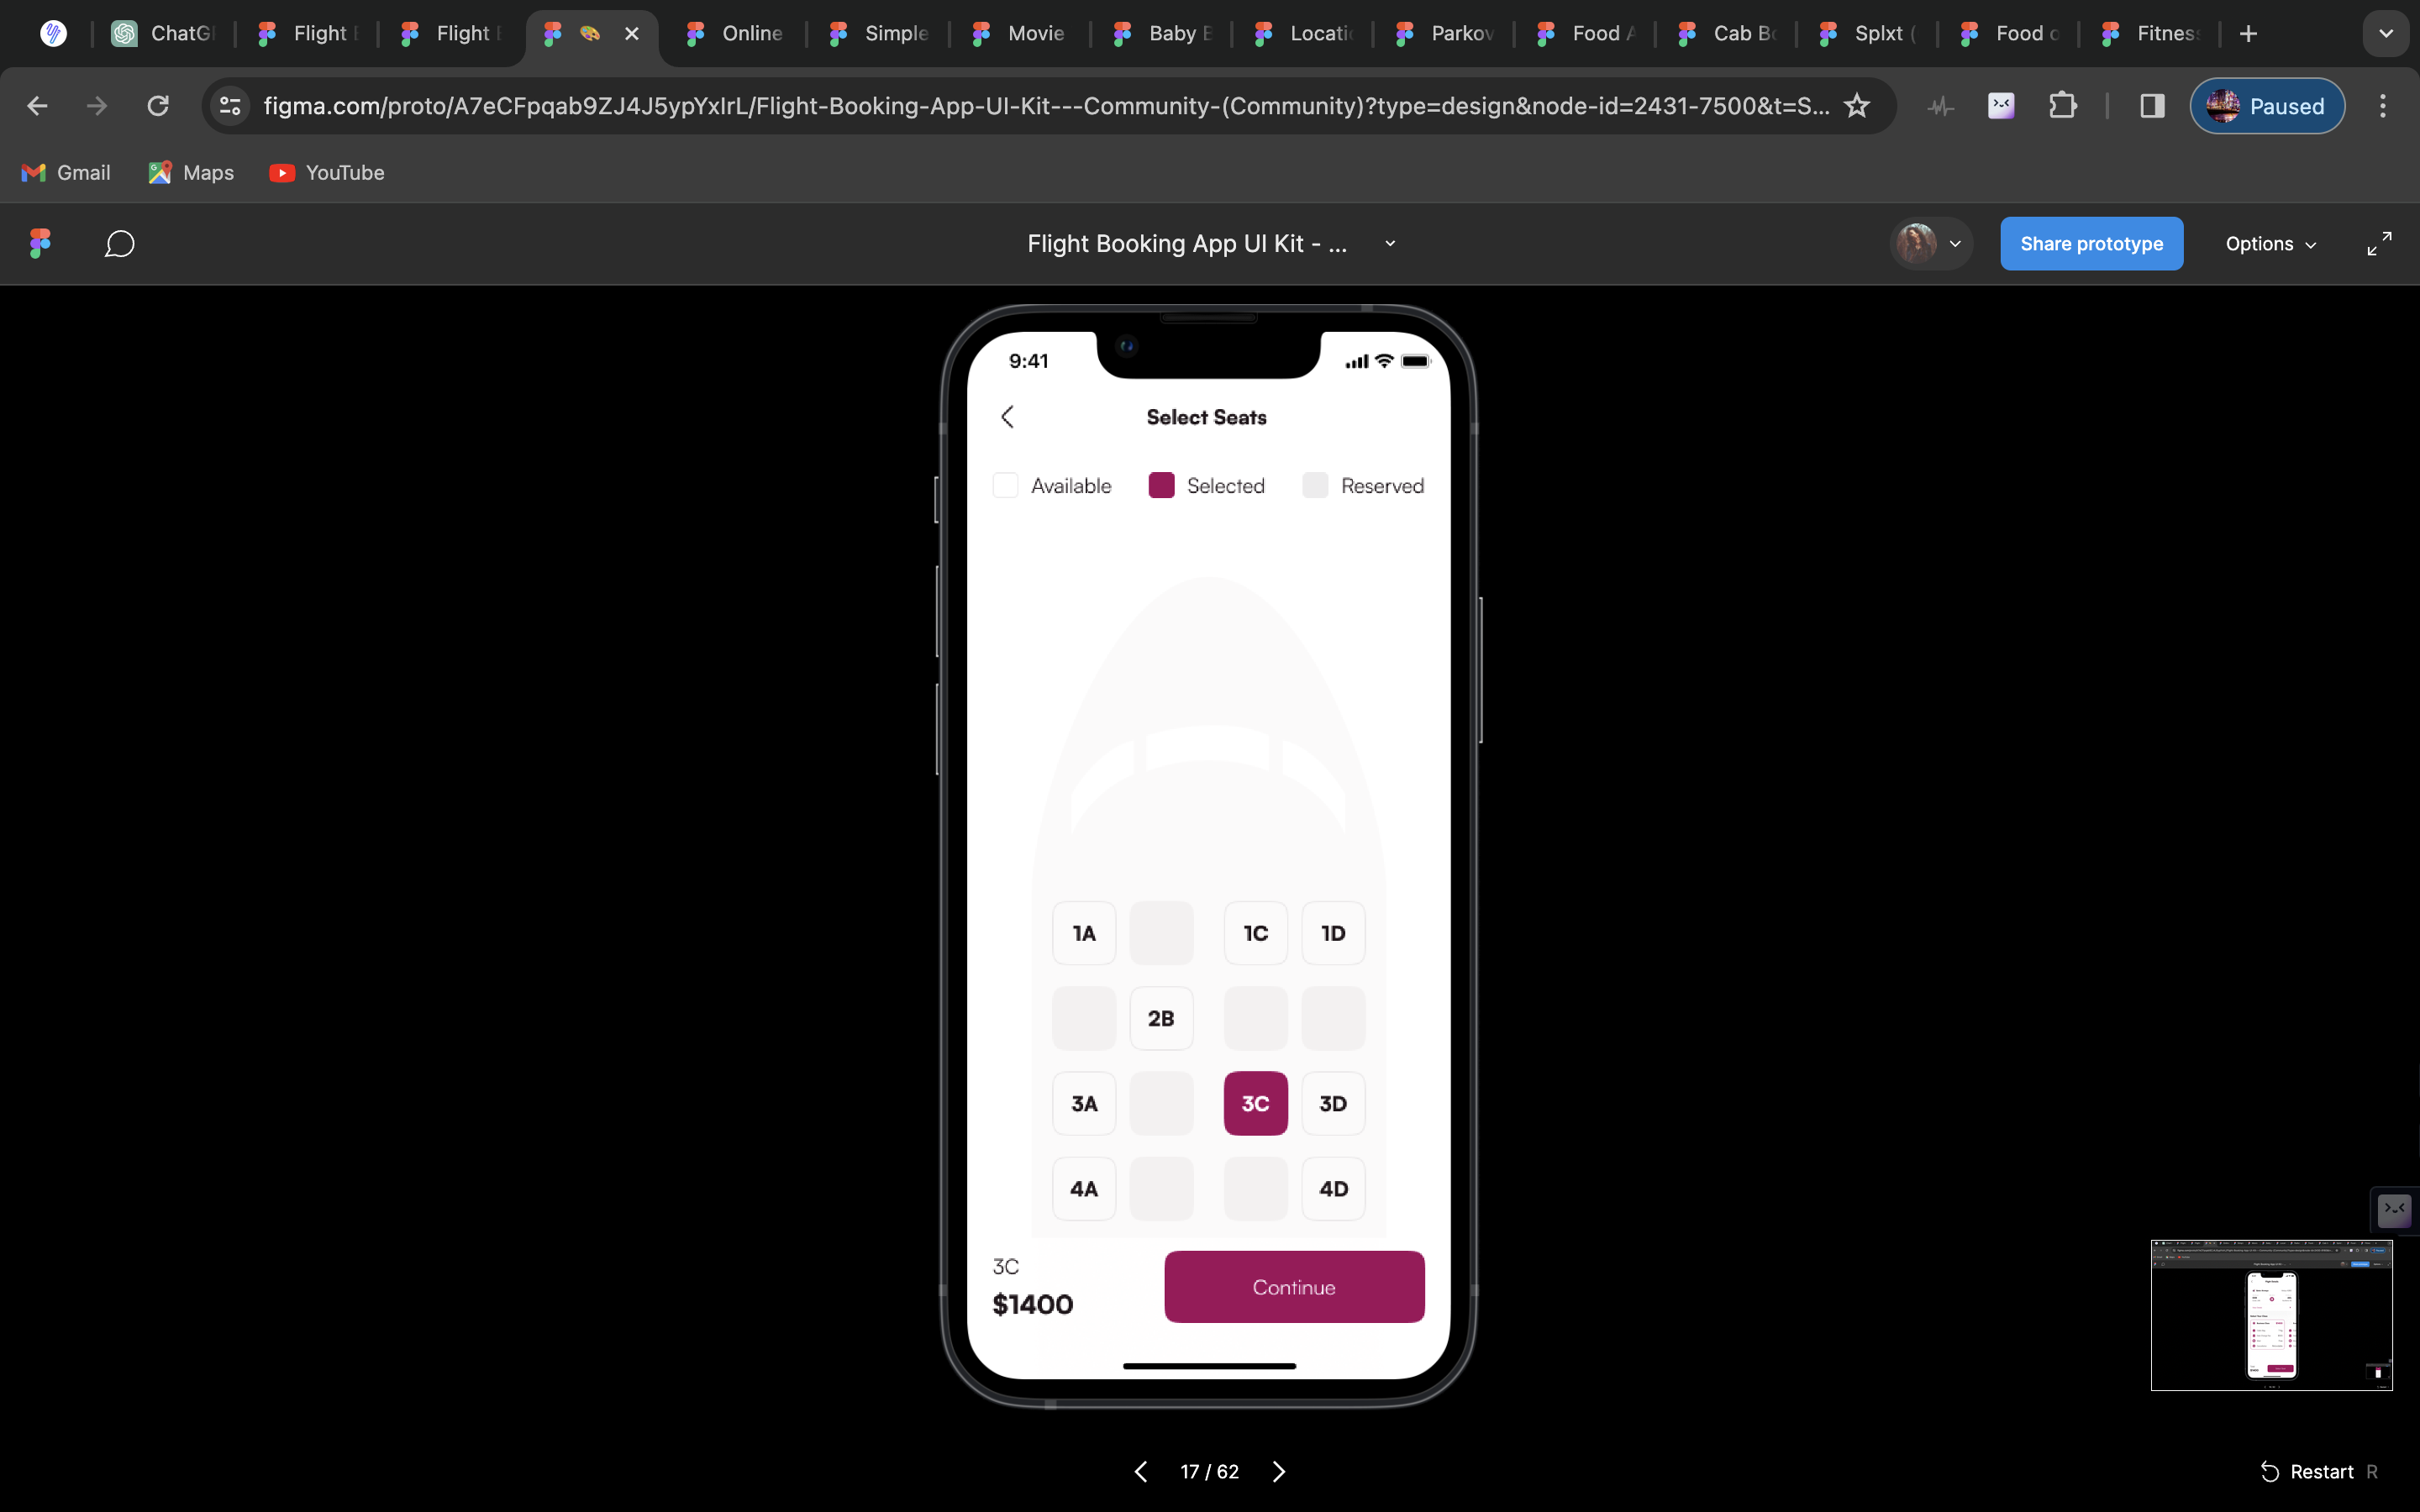 ChatG
Flight
Flight
Online
Simple
Movie
Baby
Locati
Parkov
Food
Cab Bo
Splxt (
Food o
Fitness
figma.com/proto/A7eCFpqab9ZJ4J5ypYxIrL/Flight-Booking-App-UI-Kit---Community-(Community)?type=design&node-id=2431-7500&t=S...
Paused
Gmail
Maps
YouTube
Flight Booking App UI Kit - ...
Share prototype
Options
9:41
Select Seats
Available
Selected
Reserved
1A
1C
1D
2B
3A
3C
3D
4A
4D
3C
$1400
Continue
17 / 62
Restart R